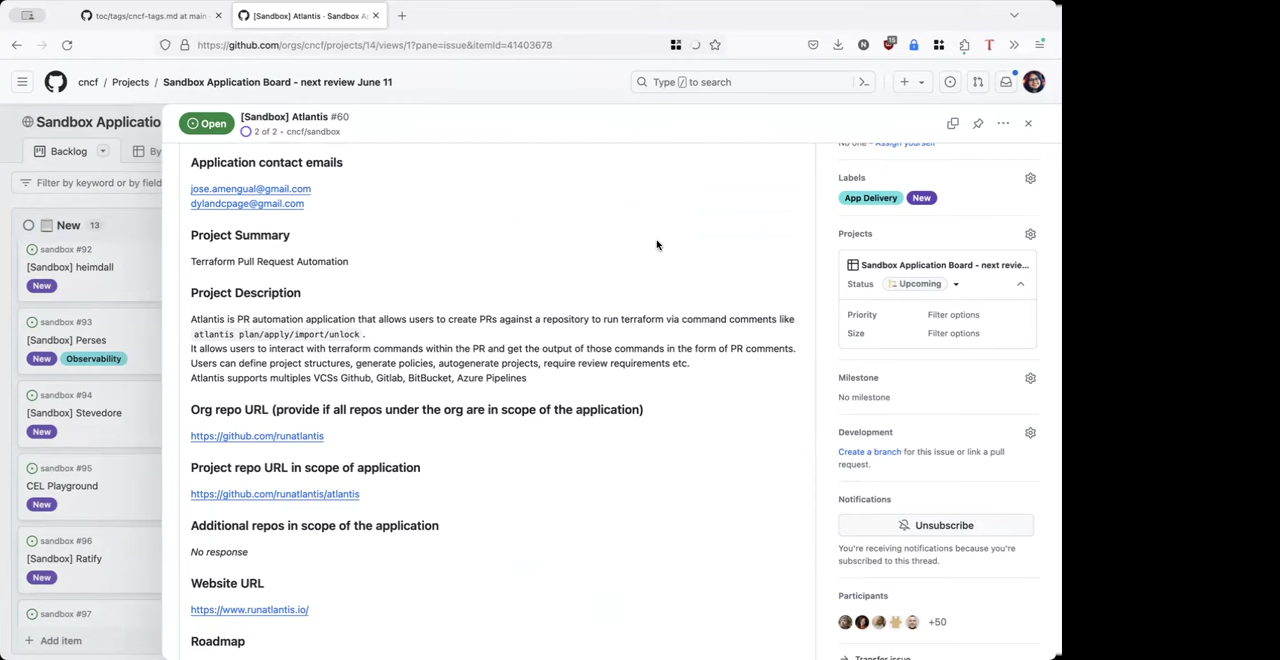 toc/tags/cncf-tags.md at main
[Sandbox] Atlantis · Sandbox Ap
https://github.com/orgs/cncf/projects/14/views/1?pane=issue&itemId=41403678
15
cncf / Projects / Sandbox Application Board - next review June 11
Type / to search
Sandbox Applicatio
Backlog
By
Filter by keyword or by field
New 13
sandbox #92
[Sandbox] heimdall
New
sandbox #93
[Sandbox] Perses
New Observability
sandbox #94
[Sandbox] Stevedore
New
sandbox #95
CEL Playground
New
sandbox #96
[Sandbox] Ratify
New
sandbox #97
+ Add item
Open
[Sandbox] Atlantis #60
2 of 2 • cncf/sandbox
Application contact emails
jose.amengual@gmail.com
dylandcpage@gmail.com
Project Summary
Terraform Pull Request Automation
Project Description
Atlantis is PR automation application that allows users to create PRs against a repository to run terraform via command comments like
atlantis plan/apply/import/unlock .
It allows users to interact with terraform commands within the PR and get the output of those commands in the form of PR comments.
Users can define project structures, generate policies, autogenerate projects, require review requirements etc.
Atlantis supports multiples VCSs Github, Gitlab, BitBucket, Azure Pipelines
Org repo URL (provide if all repos under the org are in scope of the application)
https://github.com/runatlantis
Project repo URL in scope of application
https://github.com/runatlantis/atlantis
Additional repos in scope of the application
No response
Website URL
https://www.runatlantis.io/
Roadmap
No one - Assign yourself
Labels
App Delivery New
Projects
Sandbox Application Board - next revie...
Status Upcoming
Priority Filter options
Size Filter options
Milestone
No milestone
Development
Create a branch for this issue or link a pull
request.
Notifications
Unsubscribe
You're receiving notifications because you're
subscribed to this thread.
Participants
+50
Transfer issue